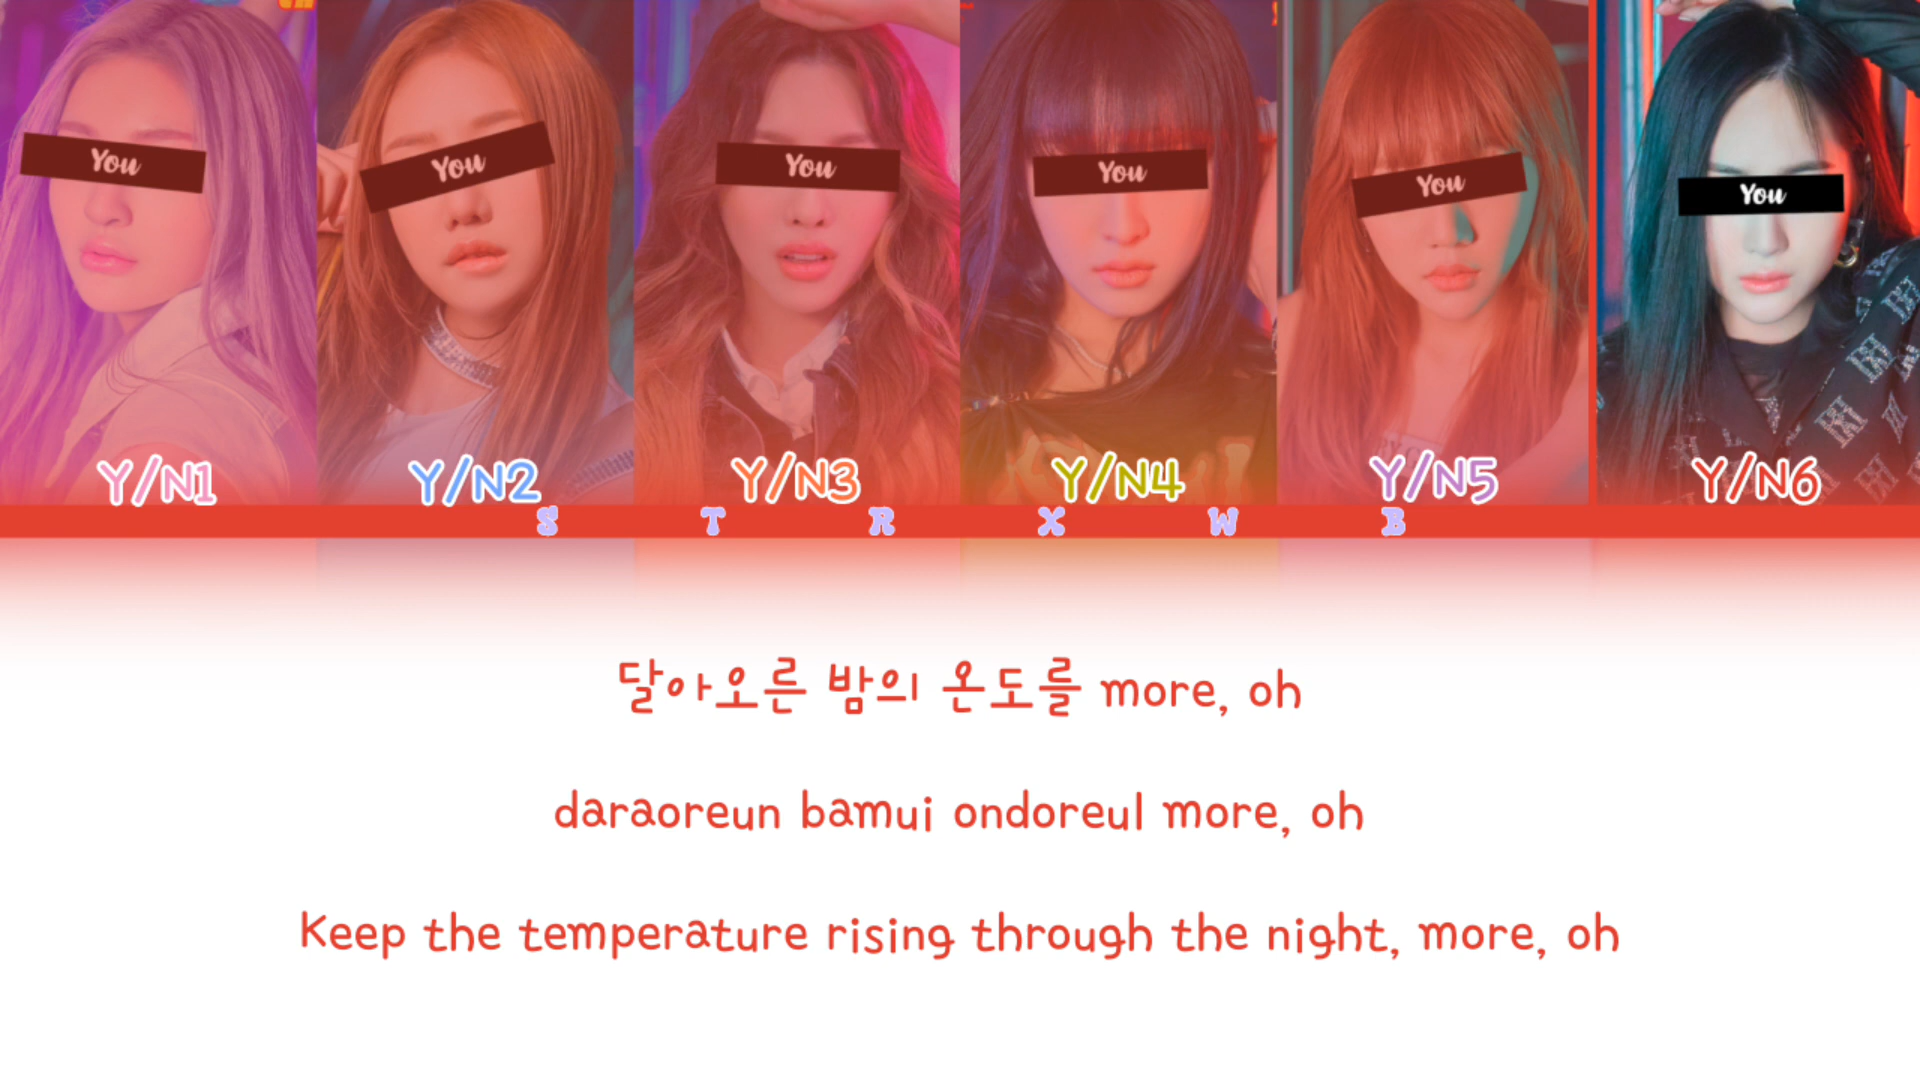 You You You You You You
Y/N1 Y/N2 Y/N3 Y/N4 Y/N5 Y/N6
S T R X W B
달아오른 밤의 온도를 more, oh
daraoreun bamui ondoreul more, oh
Keep the temperature rising through the night, more, oh